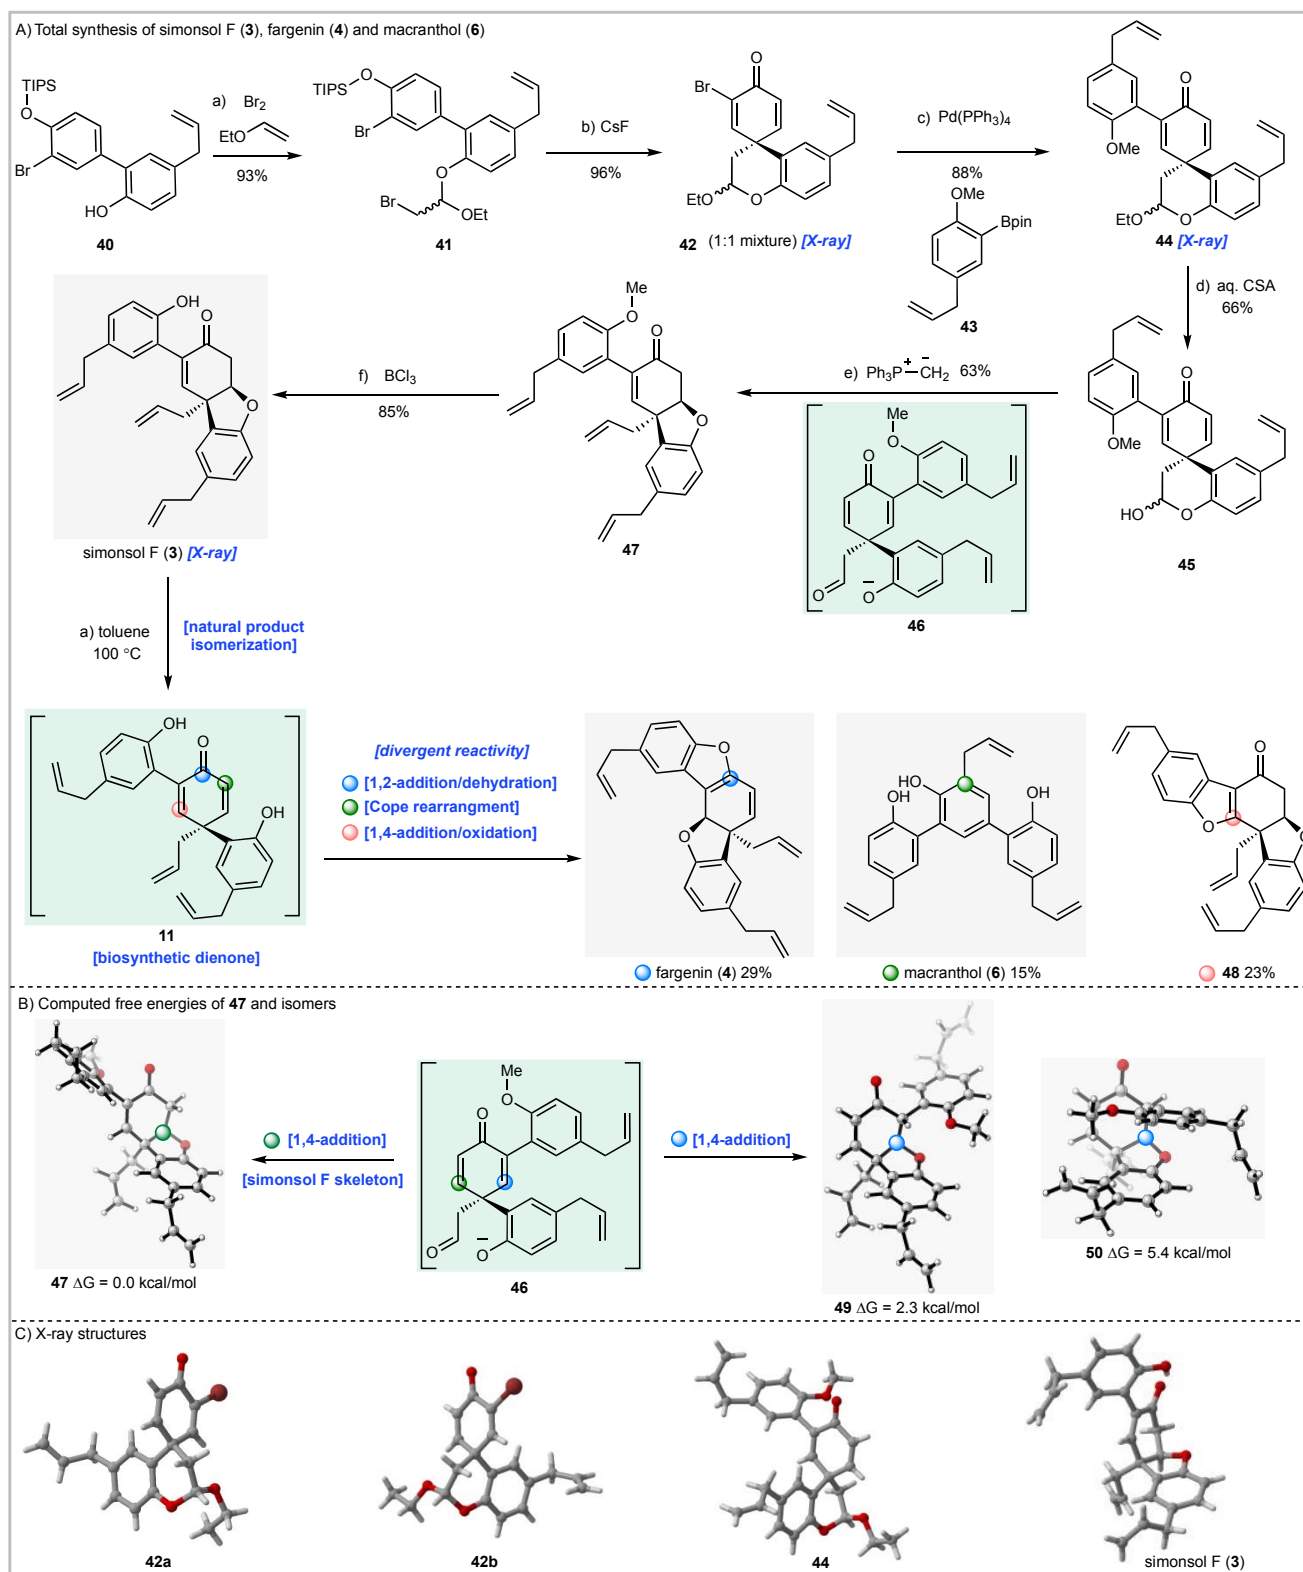 A) Total synthesis of simonsol F (3), fargenin (4) and macranthol (6)
TIPS
O
Br
HO
40
a) Br2
EtO
93%
TIPS
O
Br
O
Br
OEt
41
b) CsF
96%
Br
O
EtO
O
42 (1:1 mixture) [X-ray]
c) Pd(PPh3)4
88%
OMe
Bpin
43
O
OMe
EtO
O
44 [X-ray]
d) aq. CSA
66%
O
OMe
HO
O
45
e) Ph3P+–CH2− 63%
Me
O
O
O
−
O
46
Me
O
O
O
47
f) BCl3
85%
OH
O
O
simonsol F (3) [X-ray]
a) toluene
100 °C
[natural product
isomerization]
OH
O
OH
11
[biosynthetic dienone]
[divergent reactivity]
[1,2-addition/dehydration]
[Cope rearrangment]
[1,4-addition/oxidation]
O
O
fargenin (4) 29%
OH
HO
OH
macranthol (6) 15%
O
O
O
48 23%
B) Computed free energies of 47 and isomers
47 ΔG = 0.0 kcal/mol
[1,4-addition]
[simonsol F skeleton]
Me
O
O
O
−
O
46
[1,4-addition]
49 ΔG = 2.3 kcal/mol
50 ΔG = 5.4 kcal/mol
C) X-ray structures
42a
42b
44
simonsol F (3)